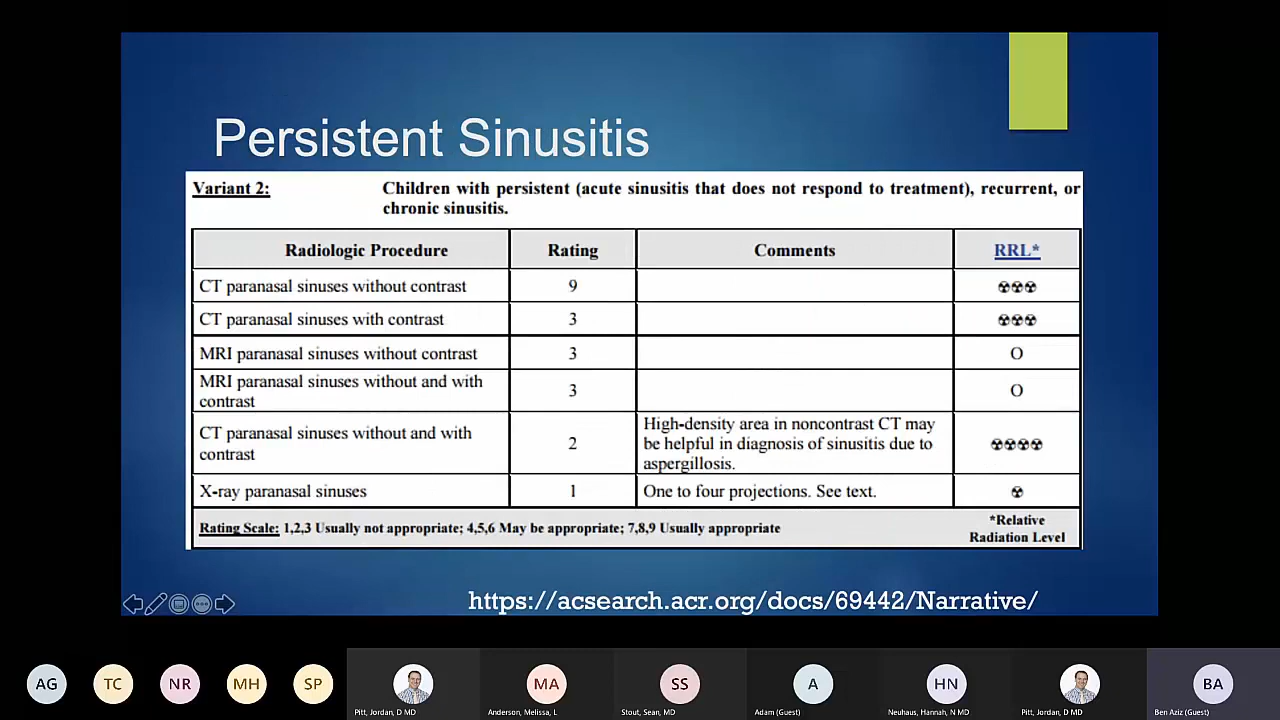 Persistent Sinusitis
Variant 2: Children with persistent (acute sinusitis that does not respond to treatment), recurrent, or
chronic sinusitis.
Radiologic Procedure Rating Comments RRL*
CT paranasal sinuses without contrast 9
CT paranasal sinuses with contrast 3
MRI paranasal sinuses without contrast 3 O
MRI paranasal sinuses without and with
contrast 3 O
CT paranasal sinuses without and with
contrast 2 High-density area in noncontrast CT may
be helpful in diagnosis of sinusitis due to
aspergillosis.
X-ray paranasal sinuses 1 One to four projections. See text.
Rating Scale: 1,2,3 Usually not appropriate; 4,5,6 May be appropriate; 7,8,9 Usually appropriate
*Relative
Radiation Level
https://acsearch.acr.org/docs/69442/Narrative/
AG TC NR MH SP MA SS A HN BA
Pitt, Jordan, D MD
Anderson, Melissa, L
Stout, Sean, MD
Adam (Guest)
Neuhaus, Hannah, N MD
Pitt, Jordan, D MD
Ben Aziz (Guest)